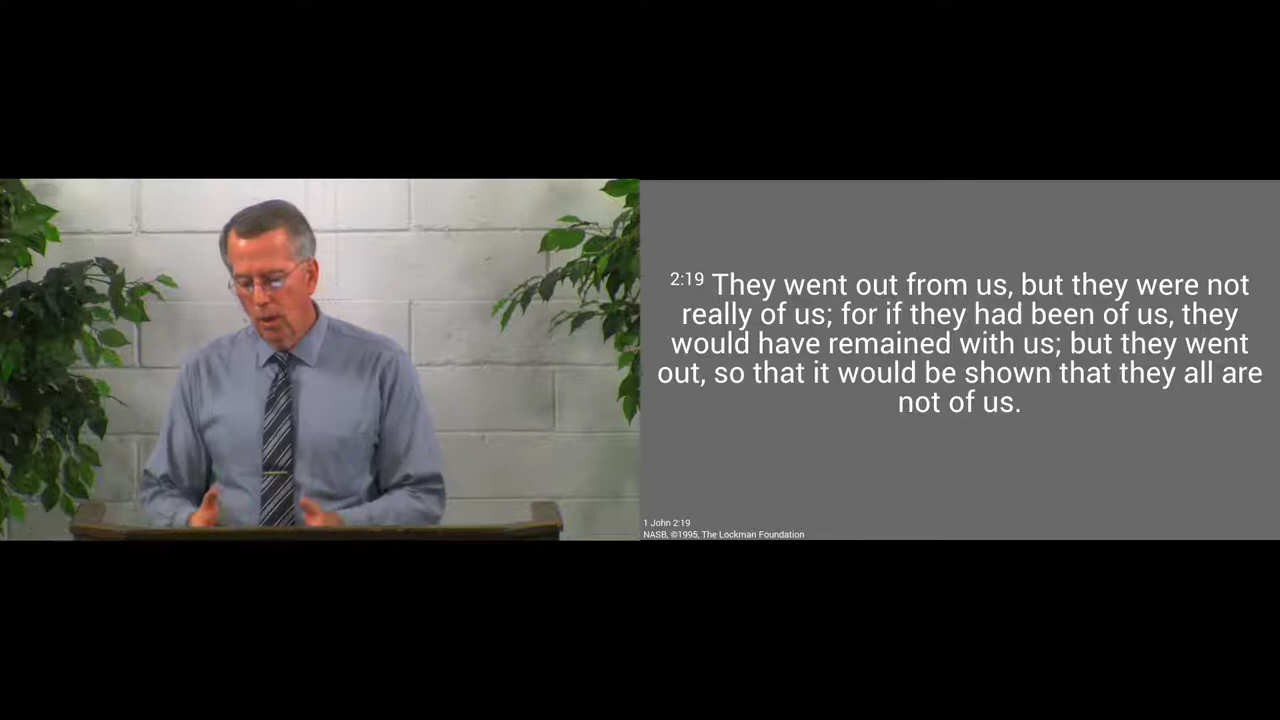 2:19 They went out from us, but they were not
really of us; for if they had been of us, they
would have remained with us; but they went
out, so that it would be shown that they all are
not of us.
1 John 2:19
NASB, ©1995, The Lockman Foundation